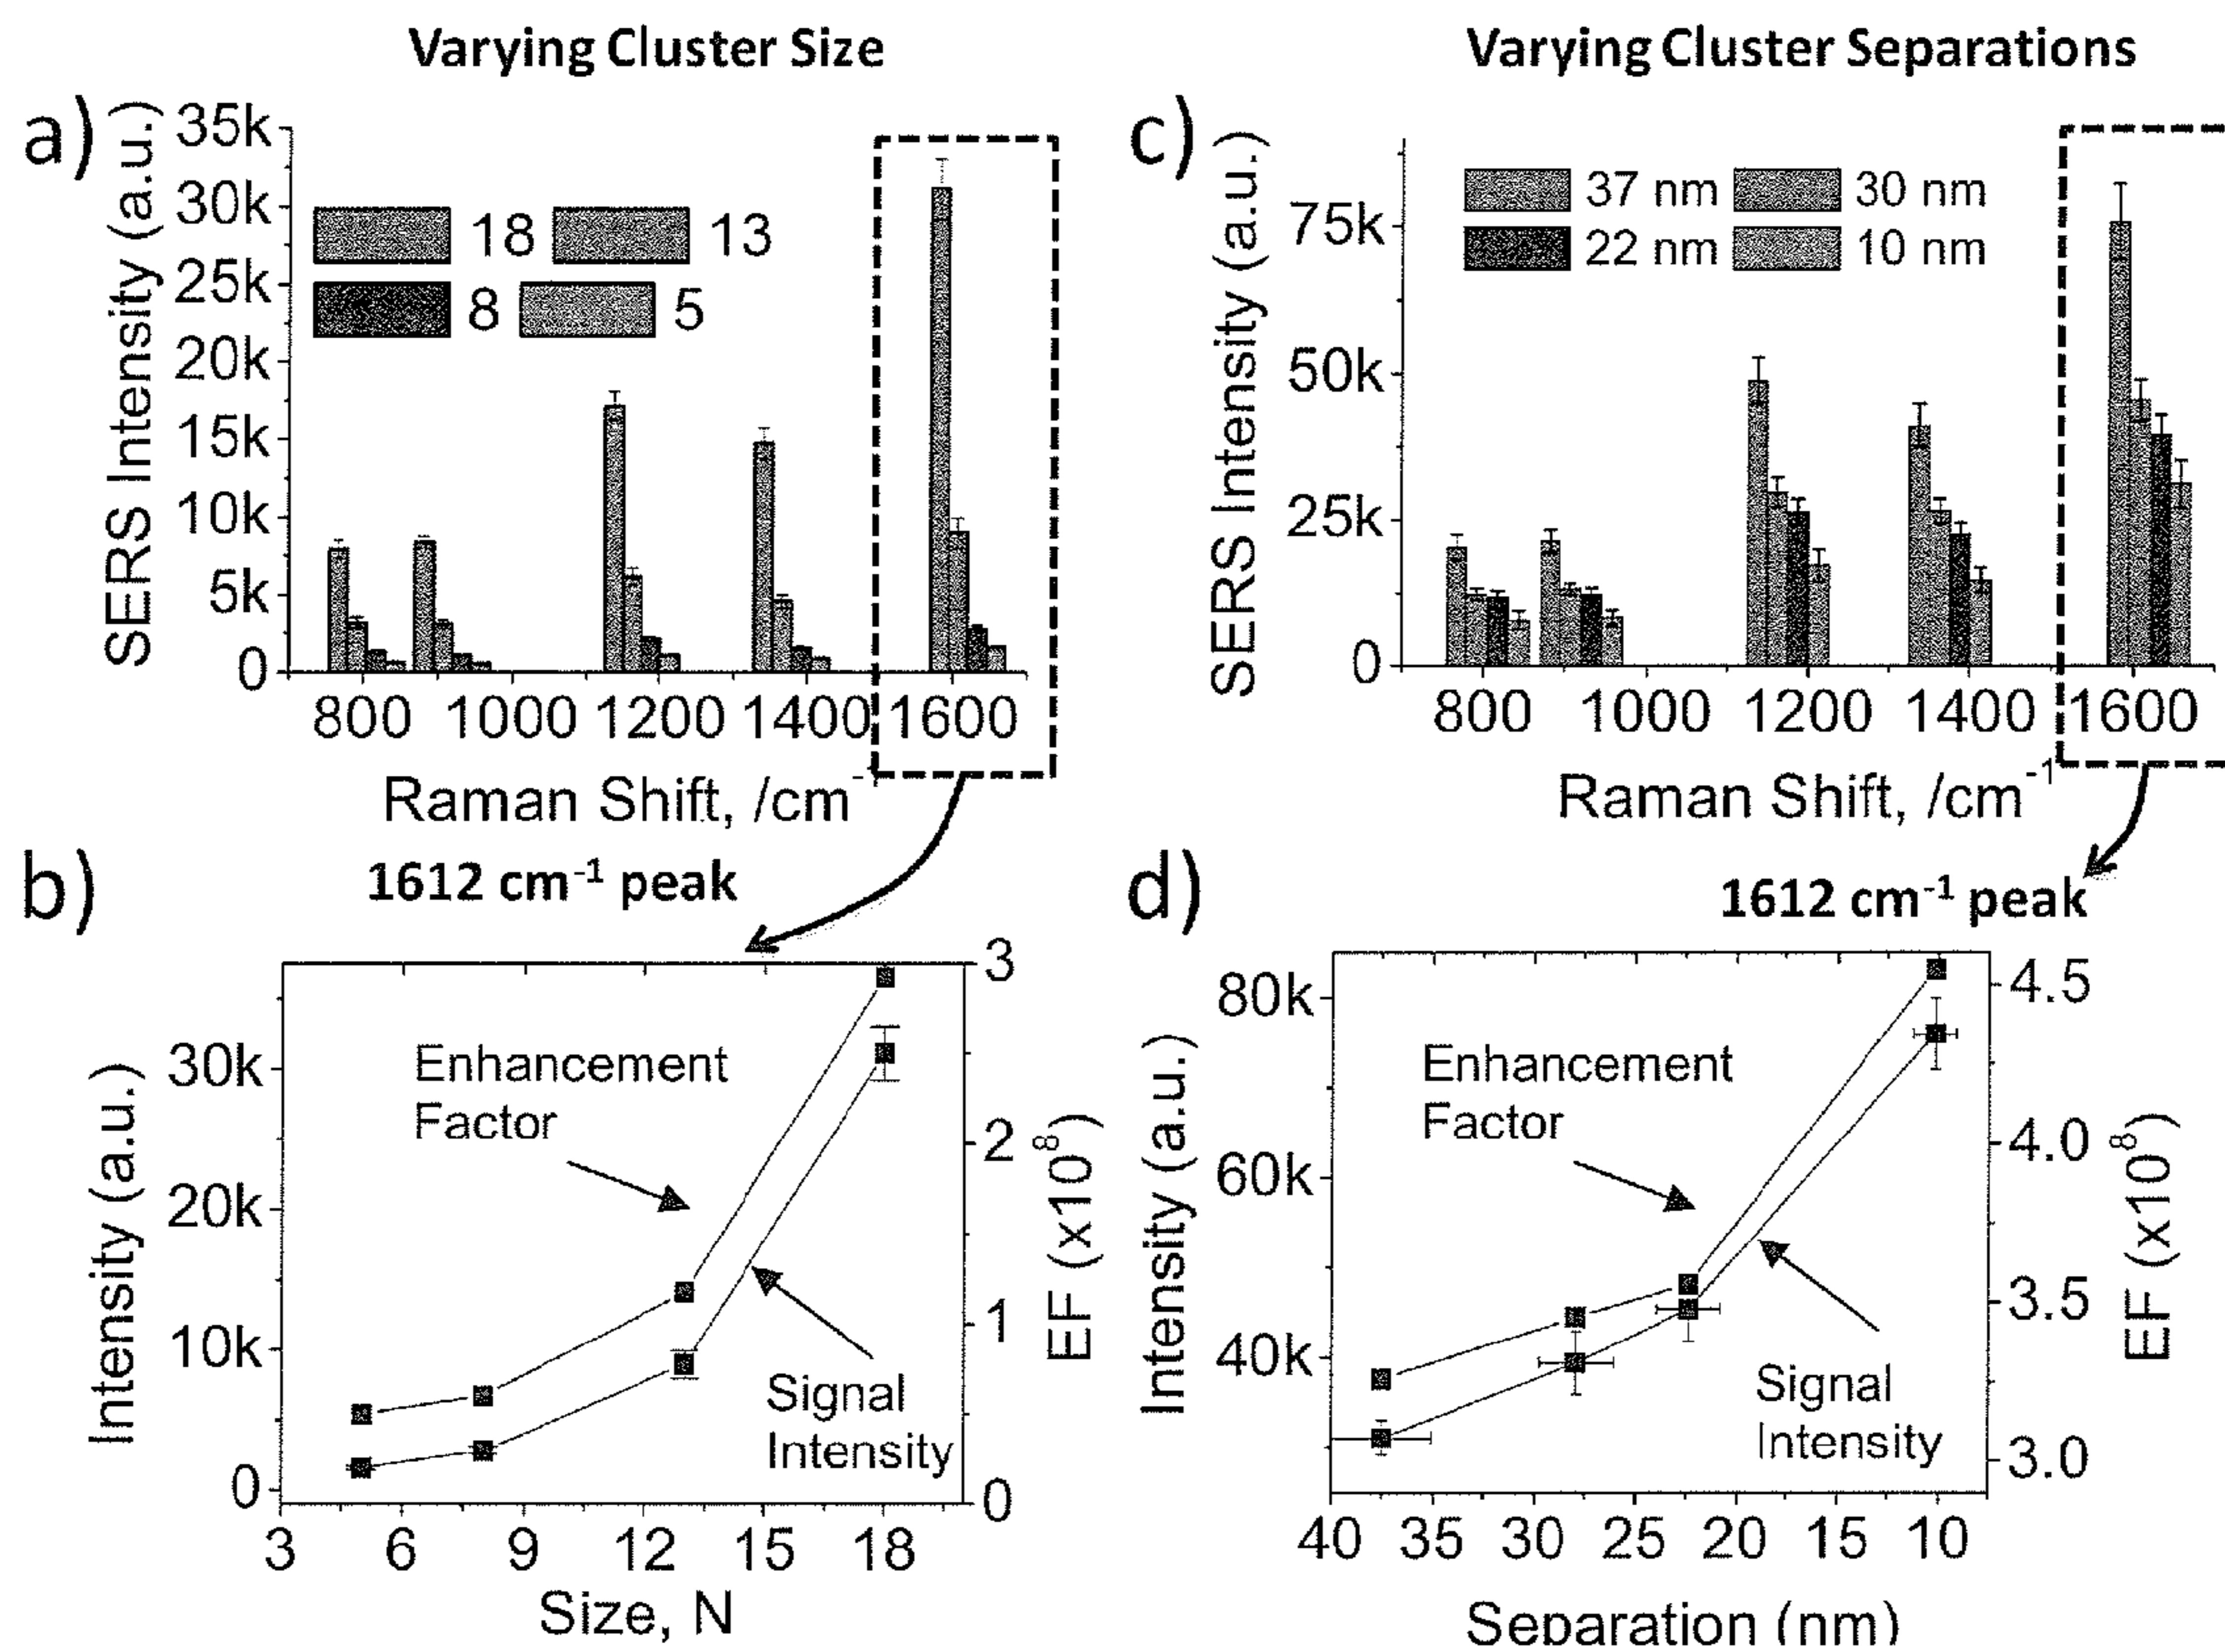 Varying Cluster Size
a)
SERS Intensity (a.u.)
35k
30k
25k
20k
15k
10k
5k
0
18 13
8 5
800 1000 1200 1400 1600
Raman Shift, /cm⁻¹
Varying Cluster Separations
c)
SERS Intensity (a.u.)
75k
50k
25k
0
37 nm 30 nm
22 nm 10 nm
800 1000 1200 1400 1600
Raman Shift, /cm⁻¹
b)
1612 cm⁻¹ peak
Intensity (a.u.)
30k
20k
10k
0
Enhancement
Factor
Signal
Intensity
3
2
1
0
EF (x10⁸)
3 6 9 12 15 18
Size, N
d)
1612 cm⁻¹ peak
Intensity (a.u.)
80k
60k
40k
Enhancement
Factor
Signal
Intensity
4.5
4.0
3.5
3.0
EF (x10⁸)
40 35 30 25 20 15 10
Separation (nm)